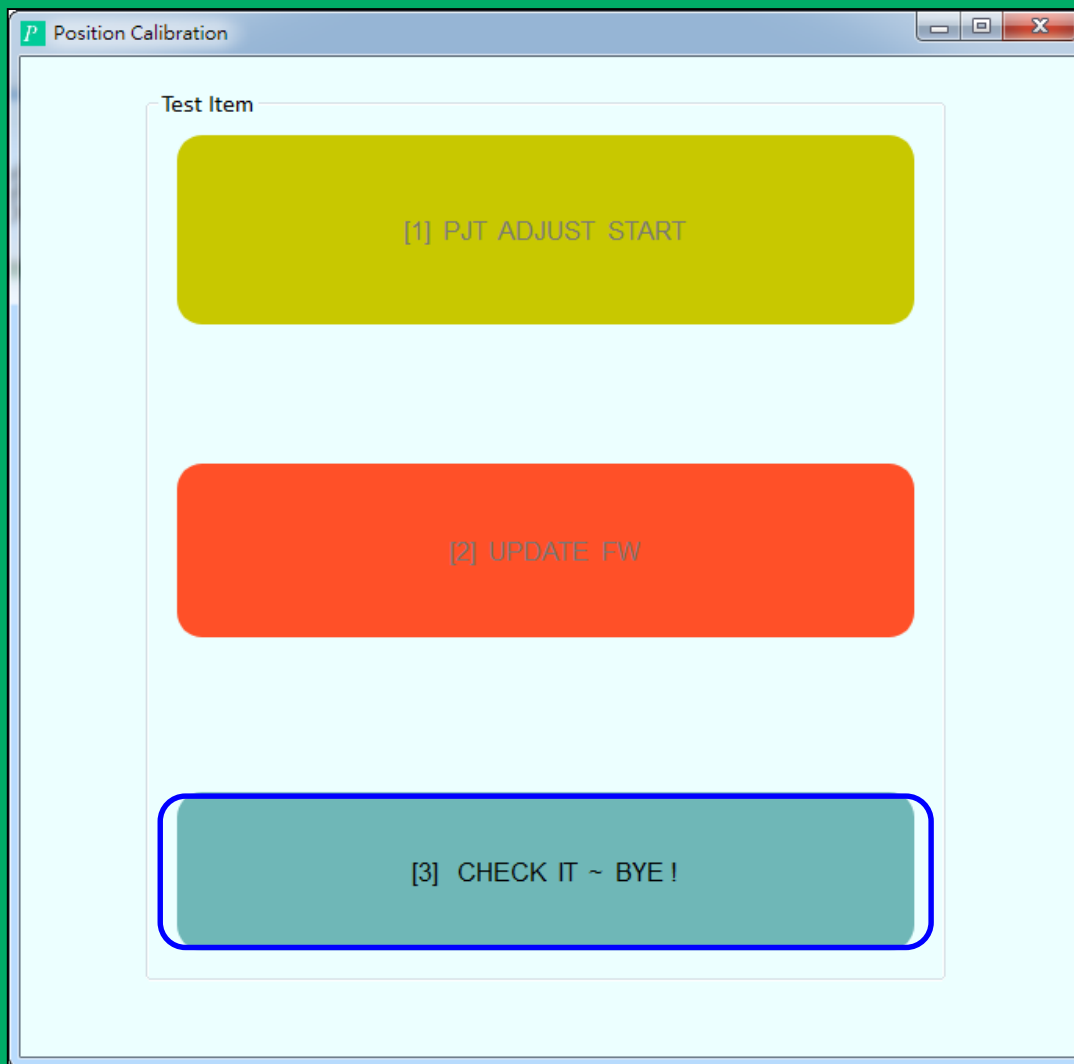 P Position Calibration
Test Item
[1] PJT ADJUST START
[2] UPDATE FW
[3] CHECK IT ~ BYE !